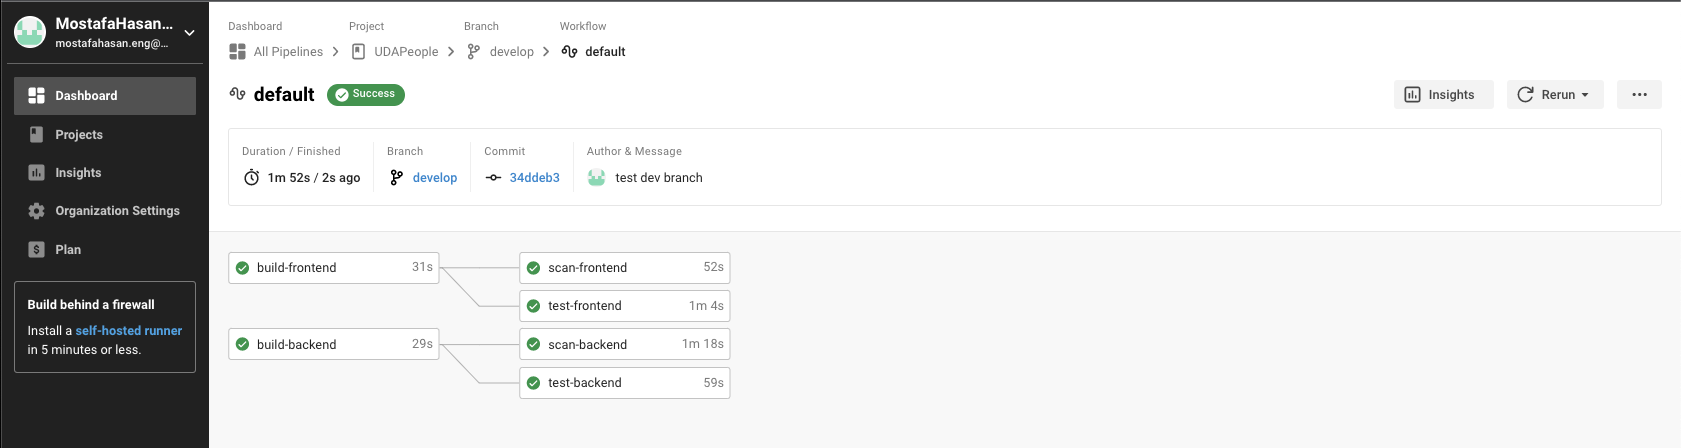 MostafaHasan...
mostafahasan.eng@...
Dashboard
Projects
Insights
Organization Settings
Plan
Build behind a firewall
Install a self-hosted runner
in 5 minutes or less.
Dashboard Project Branch Workflow
All Pipelines UDAPeople develop default
default Success
Insights Rerun
Duration / Finished Branch Commit Author & Message
1m 52s / 2s ago develop 34ddeb3 test dev branch
build-frontend 31s scan-frontend 52s
test-frontend 1m 4s
build-backend 29s scan-backend 1m 18s
test-backend 59s